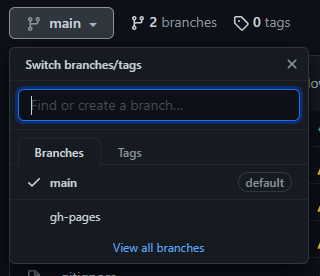 main 2 branches 0 tags
Switch branches/tags
Find or create a branch...
Branches Tags
main default
gh-pages
View all branches
.gitignore